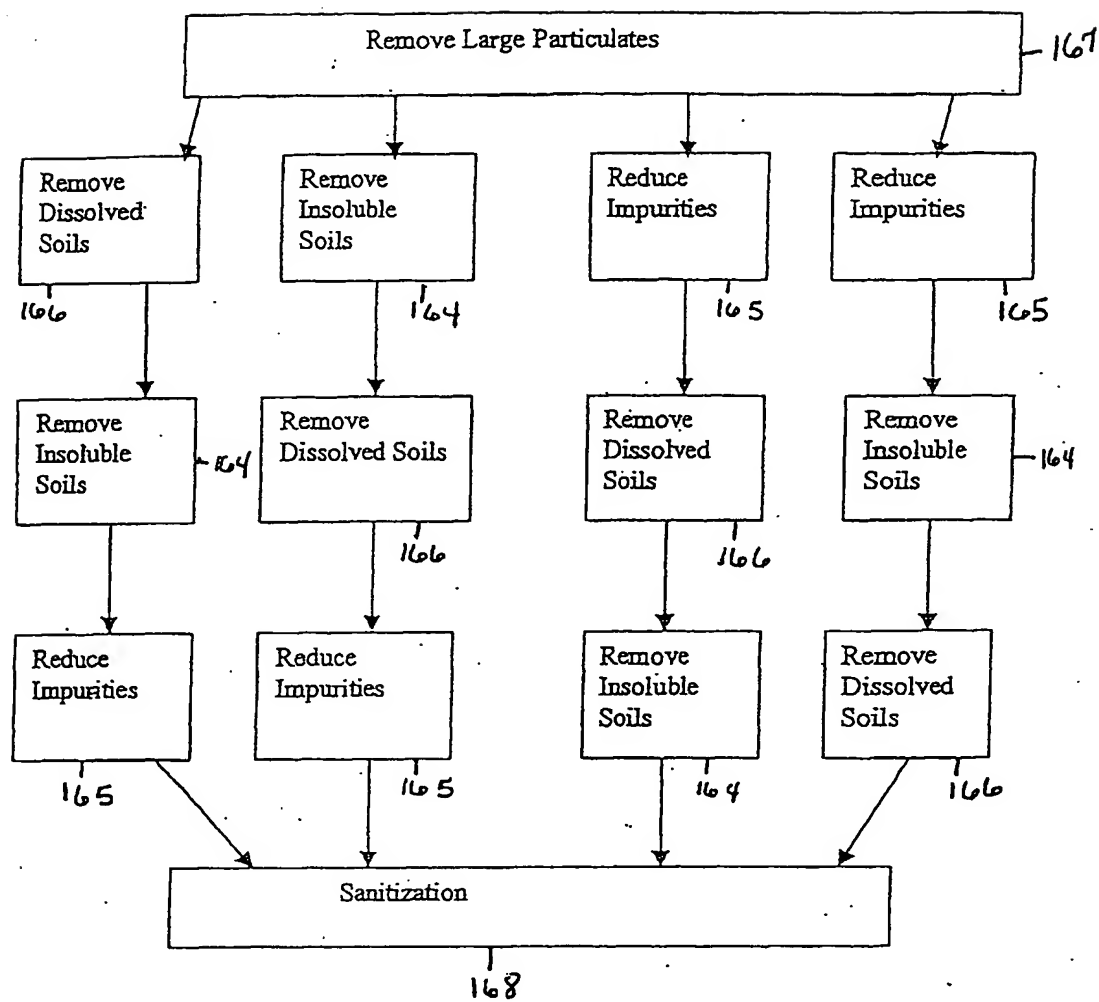 Remove Large Particulates
167
Remove
Dissolved
Soils
166
Remove
Insoluble
Soils
164
Reduce
Impurities
165
Reduce
Impurities
165
Remove
Insoluble
Soils
164
Remove
Dissolved Soils
166
Remove
Dissolved
Soils
166
Remove
Insoluble
Soils
164
Reduce
Impurities
165
Reduce
Impurities
165
Remove
Insoluble
Soils
164
Remove
Dissolved
Soils
166
Sanitization
168